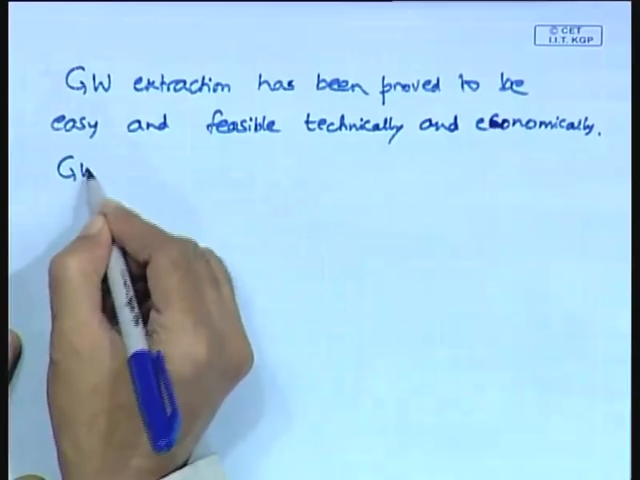 © CET
I.I.T. KGP
GW extraction has been proved to be
easy and feasible technically and economically.
GW